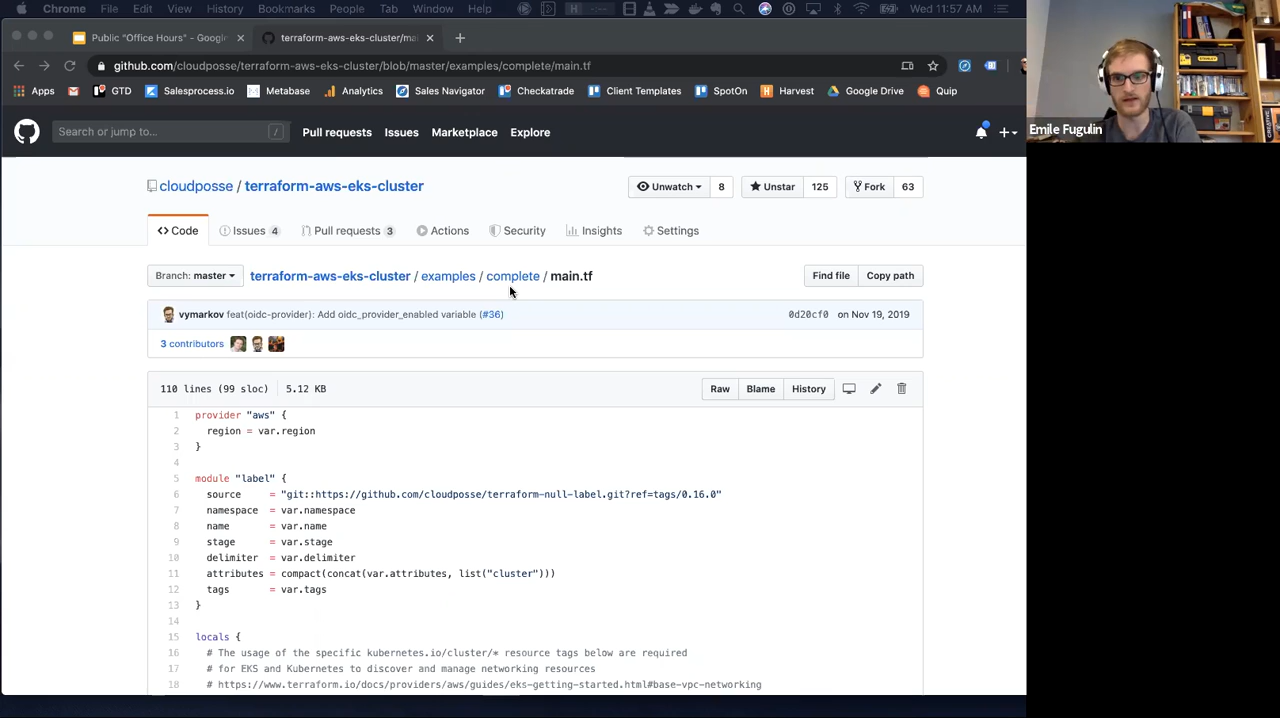 Chrome File Edit View History Bookmarks People Tab Window Help Wed 11:57 AM
Public "Office Hours" - Google terraform-aws-eks-cluster/ma
github.com/cloudposse/terraform-aws-eks-cluster/blob/master/examples/complete/main.tf
Apps GTD Salesprocess.io Metabase Analytics Sales Navigator Checkatrade Client Templates SpotOn Harvest Google Drive Quip
Emile Fugulin
Search or jump to... / Pull requests Issues Marketplace Explore
cloudposse / terraform-aws-eks-cluster Unwatch 8 Unstar 125 Fork 63
Code Issues 4 Pull requests 3 Actions Security Insights Settings
Branch: master terraform-aws-eks-cluster / examples / complete / main.tf Find file Copy path
vymarkov feat(oidc-provider): Add oidc_provider_enabled variable (#36) 0d20cf0 on Nov 19, 2019
3 contributors
110 lines (99 sloc) 5.12 KB Raw Blame History
1 provider "aws" {
2 region = var.region
3 }
4
5 module "label" {
6 source = "git::https://github.com/cloudposse/terraform-null-label.git?ref=tags/0.16.0"
7 namespace = var.namespace
8 name = var.name
9 stage = var.stage
10 delimiter = var.delimiter
11 attributes = compact(concat(var.attributes, list("cluster")))
12 tags = var.tags
13 }
14
15 locals {
16 # The usage of the specific kubernetes.io/cluster/* resource tags below are required
17 # for EKS and Kubernetes to discover and manage networking resources
18 # https://www.terraform.io/docs/providers/aws/guides/eks-getting-started.html#base-vpc-networking